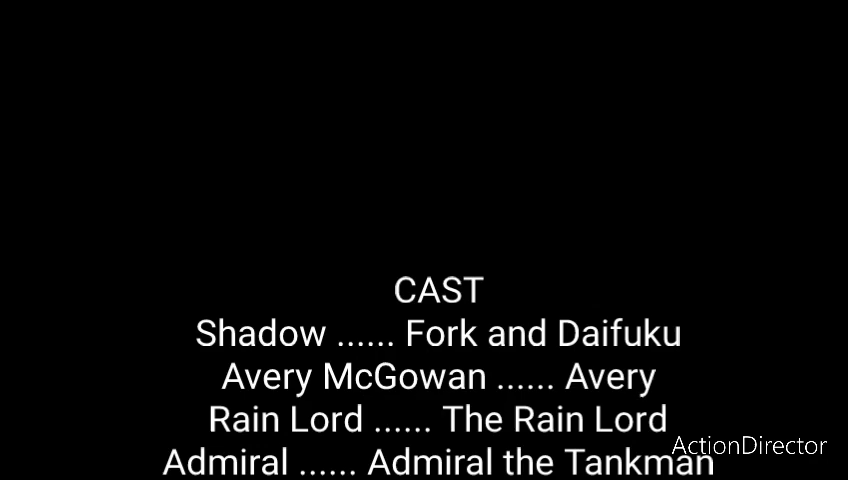 CAST
Shadow ...... Fork and Daifuku
Avery McGowan ...... Avery
Rain Lord ...... The Rain Lord
Admiral ...... Admiral the Tankman
ActionDirector